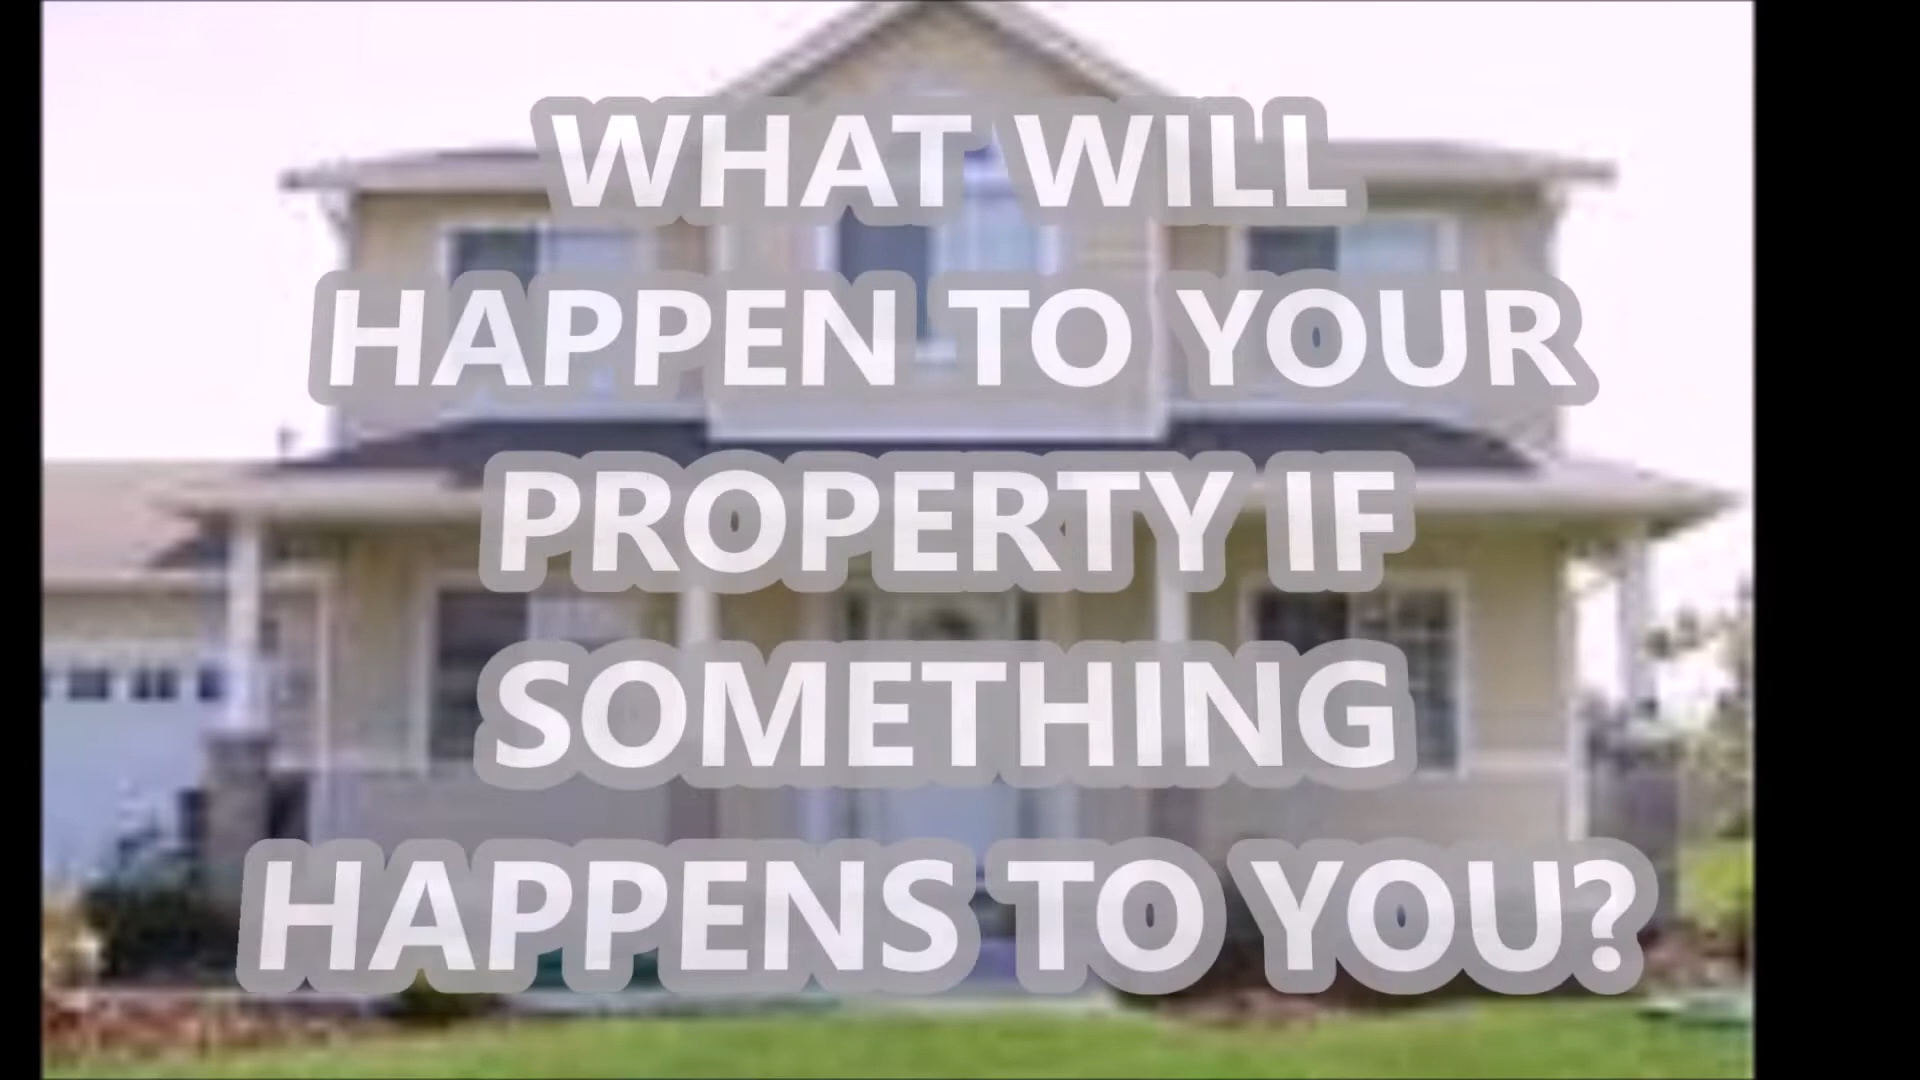 WHAT WILL
HAPPEN TO YOUR
PROPERTY IF
SOMETHING
HAPPENS TO YOU?